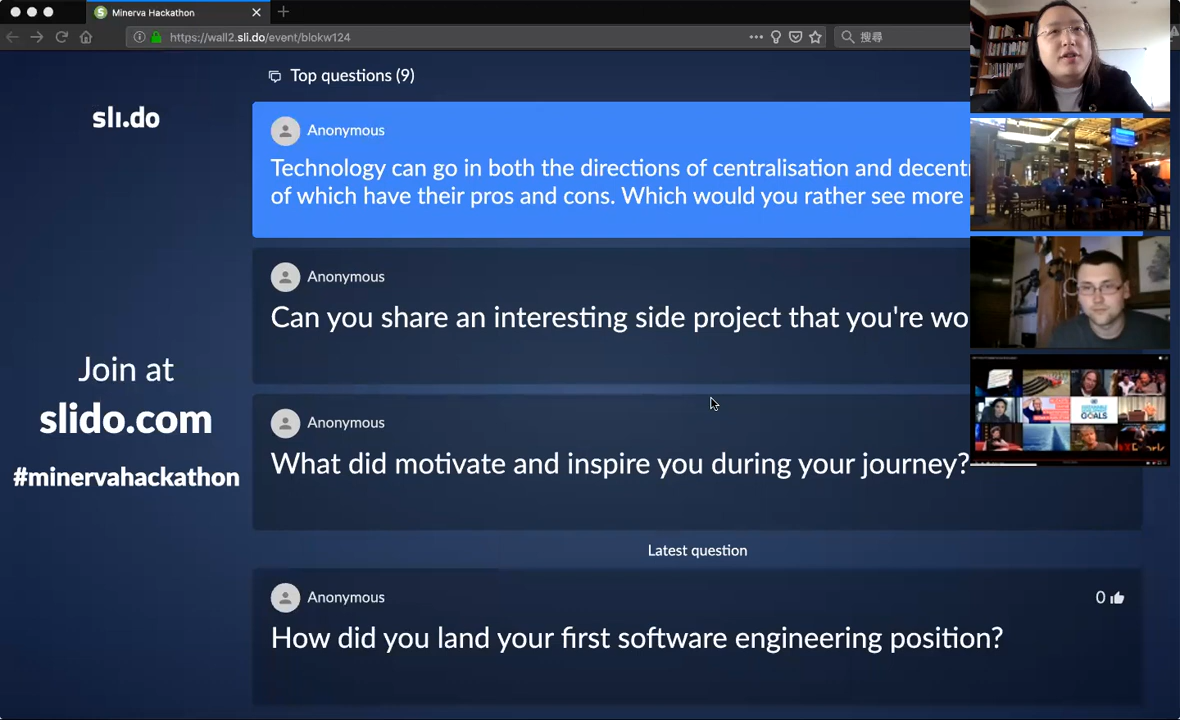 Minerva Hackathon
https://wall2.sli.do/event/blokw124
搜尋
Top questions (9)
sli.do
Anonymous
Technology can go in both the directions of centralisation and decent
of which have their pros and cons. Which would you rather see more
Anonymous
Can you share an interesting side project that you're wo
Join at
slido.com
#minervahackathon
Anonymous
What did motivate and inspire you during your journey?
Latest question
Anonymous
0
How did you land your first software engineering position?
GOALS